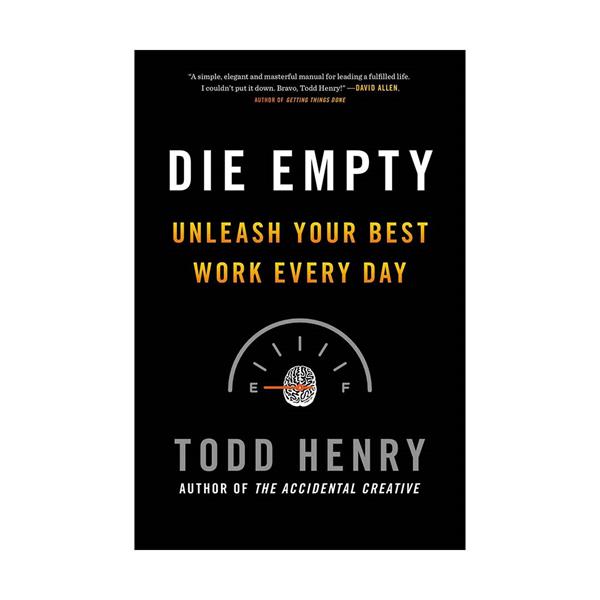 "A simple, elegant and masterful manual for leading a fulfilled life.
I couldn't put it down. Bravo, Todd Henry!" —DAVID ALLEN,
AUTHOR OF GETTING THINGS DONE
DIE EMPTY
UNLEASH YOUR BEST
WORK EVERY DAY
E F
TODD HENRY
AUTHOR OF THE ACCIDENTAL CREATIVE